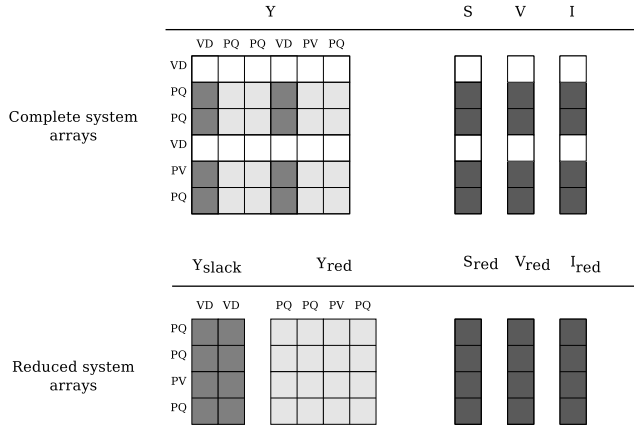 Y S V I
VD PQ PQ VD PV PQ
VD
PQ
PQ
VD
PV
PQ
Complete system
arrays
Yslack Yred Sred Vred Ired
VD VD PQ PQ PV PQ
PQ
PQ
PV
PQ
Reduced system
arrays